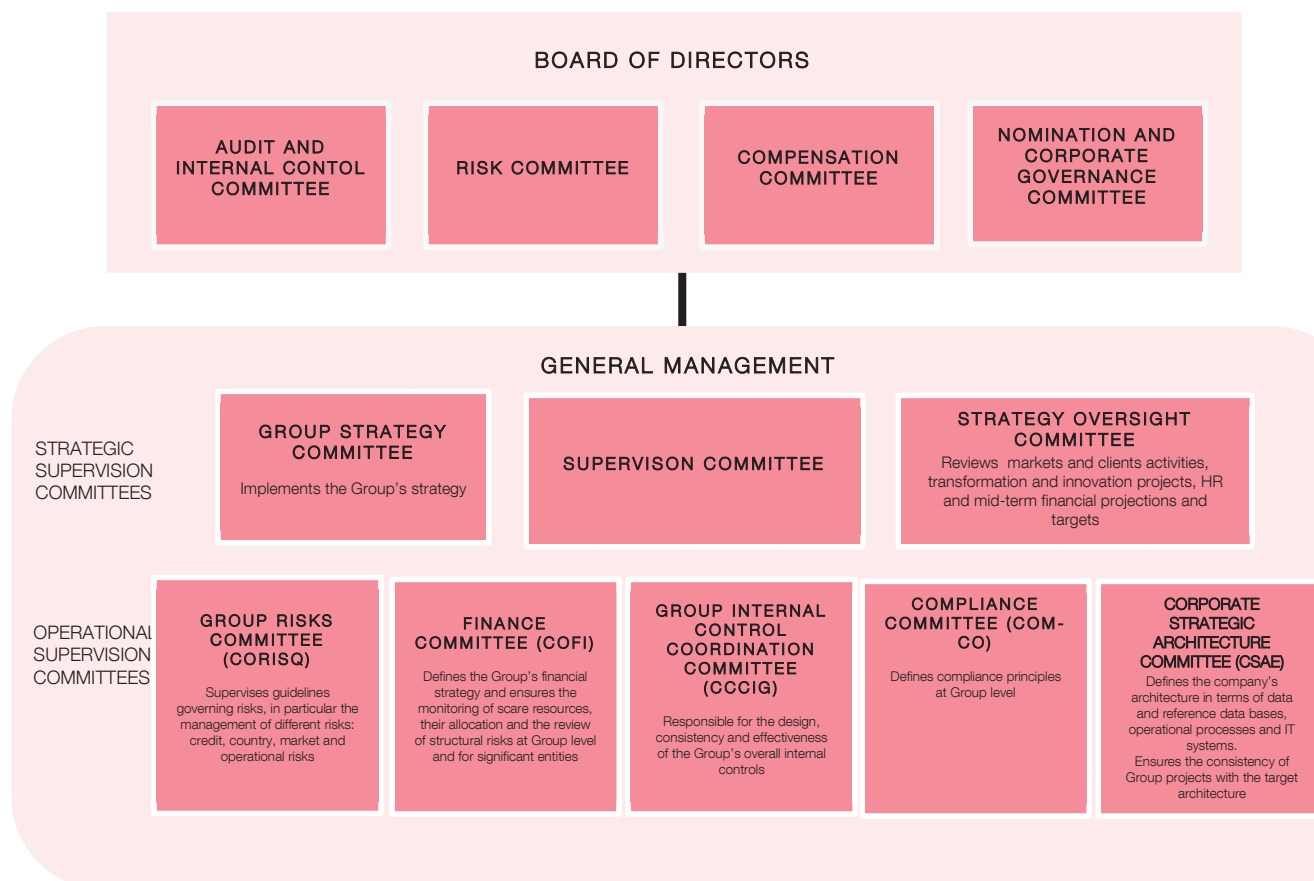 BOARD OF DIRECTORS
AUDIT AND
INTERNAL CONTOL
COMMITTEE
RISK COMMITTEE
COMPENSATION
COMMITTEE
NOMINATION AND
CORPORATE
GOVERNANCE
COMMITTEE
GENERAL MANAGEMENT
STRATEGIC
SUPERVISION
COMMITTEES
GROUP STRATEGY
COMMITTEE
Implements the Group's strategy
SUPERVISON COMMITTEE
STRATEGY OVERSIGHT
COMMITTEE
Reviews markets and clients activities,
transformation and innovation projects, HR
and mid-term financial projections and
targets
OPERATIONAL
SUPERVISION
COMMITTEES
GROUP RISKS
COMMITTEE
(CORISQ)
Supervises guidelines
governing risks, in particular the
management of different risks:
credit, country, market and
operational risks
FINANCE
COMMITTEE (COFI)
Defines the Group's financial
strategy and ensures the
monitoring of scare resources,
their allocation and the review
of structural risks at Group level
and for significant entities
GROUP INTERNAL
CONTROL
COORDINATION
COMMITTEE
(CCCIG)
Responsible for the design,
consistency and effectiveness
of the Group's overall internal
controls
COMPLIANCE
COMMITTEE (COM-
CO)
Defines compliance principles
at Group level
CORPORATE
STRATEGIC
ARCHITECTURE
COMMITTEE (CSAE)
Defines the company's
architecture in terms of data
and reference data bases,
operational processes and IT
systems.
Ensures the consistency of
Group projects with the target
architecture